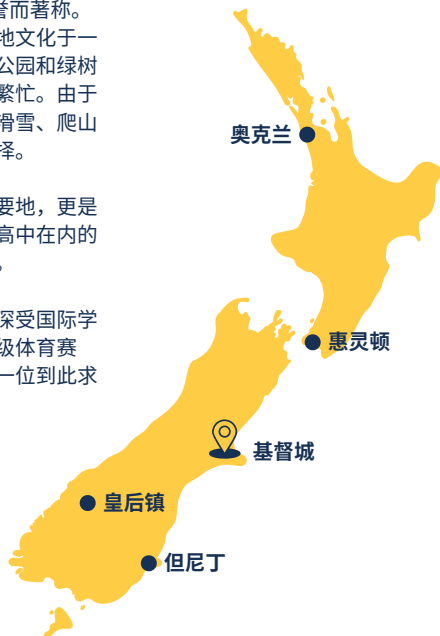 誉而著称。
地文化于一
公园和绿树
繁忙。由于
滑雪、爬山
择。
要地，更是
高中在内的
。
深受国际学
级体育赛
一位到此求
奥克兰
惠灵顿
基督城
皇后镇
但尼丁